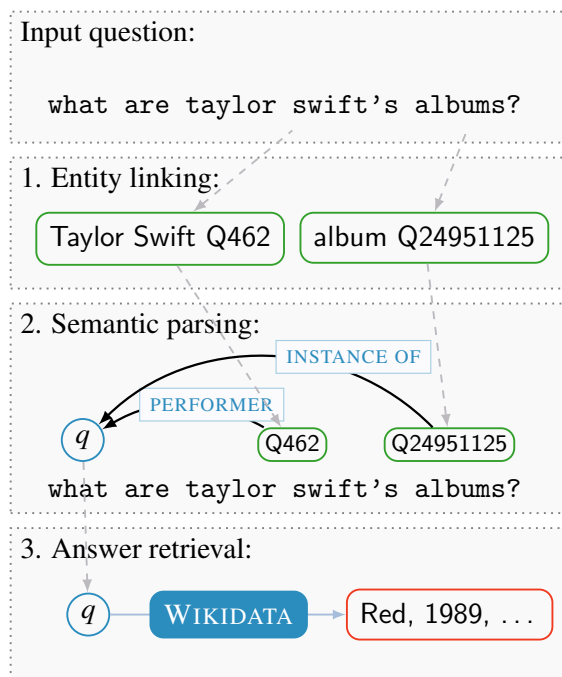 Input question:
what are taylor swift's albums?
1. Entity linking:
Taylor Swift Q462 album Q24951125
2. Semantic parsing:
INSTANCE OF
PERFORMER
q Q462 Q24951125
what are taylor swift's albums?
3. Answer retrieval:
q WIKIDATA Red, 1989, ...